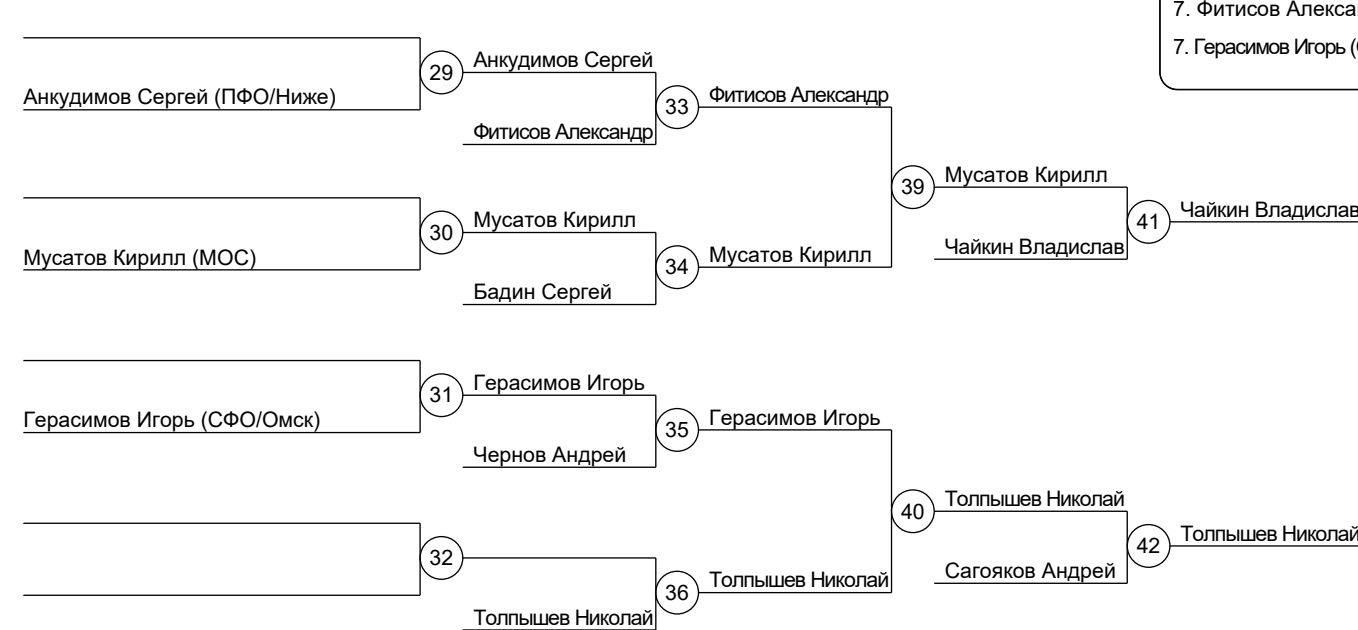 7. Фитисов Алекса
7. Герасимов Игорь (
Анкудимов Сергей
29
Анкудимов Сергей (ПФО/Ниже)
Фитисов Александр
33
Фитисов Александр
Мусатов Кирилл
39
Мусатов Кирилл
30
Мусатов Кирилл (МОС)
Чайкин Владислав
41
Чайкин Владислав
Мусатов Кирилл
34
Бадин Сергей
Герасимов Игорь
31
Герасимов Игорь (СФО/Омск)
Герасимов Игорь
35
Чернов Андрей
Толпышев Николай
40
Толпышев Николай
42
32
Сагояков Андрей
Толпышев Николай
36
Толпышев Николай